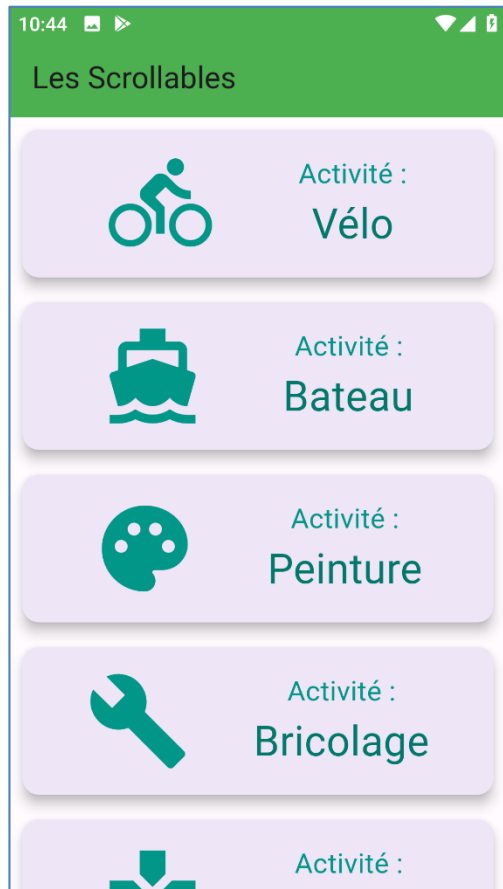 10:44
Les Scrollables
Activité :
Vélo
Activité :
Bateau
Activité :
Peinture
Activité :
Bricolage
Activité :